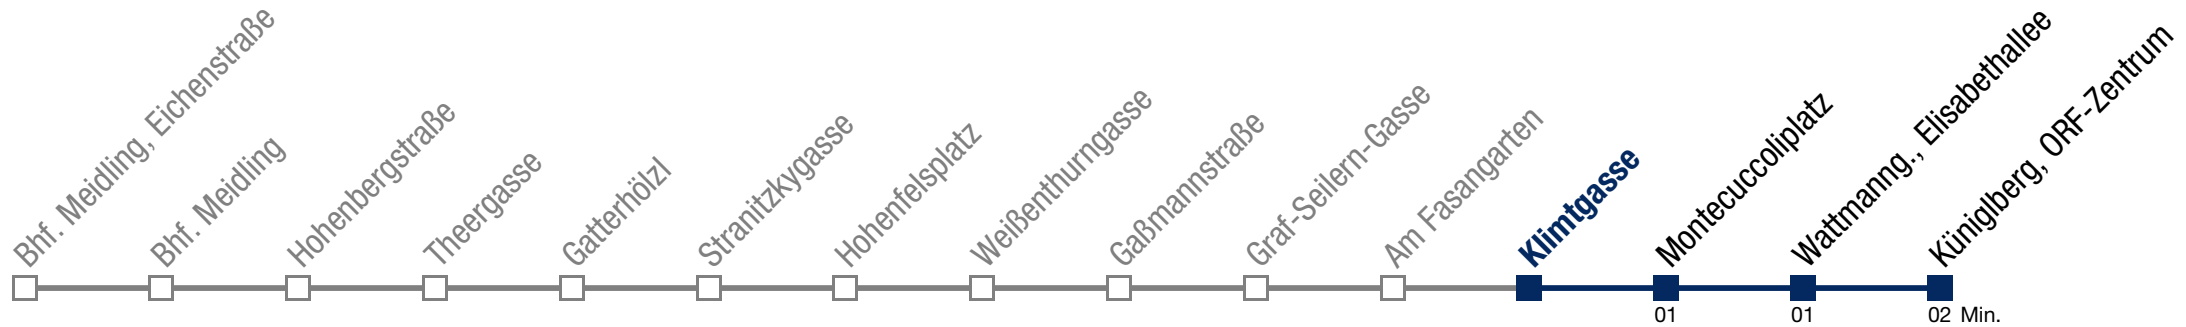 Bhf. Meidling, Eichenstraße
Bhf. Meidling
Hohenbergstraße
Theergasse
Gatterhölzl
Stranitzkygasse
Hohenfelsplatz
Weißenthurngasse
Gaßmannstraße
Graf-Seilern-Gasse
Am Fasangarten
Klimtgasse
Montecuccoliplatz
Wattmanng., Elisabethallee
Küniglberg, ORF-Zentrum
01 01 02 Min.